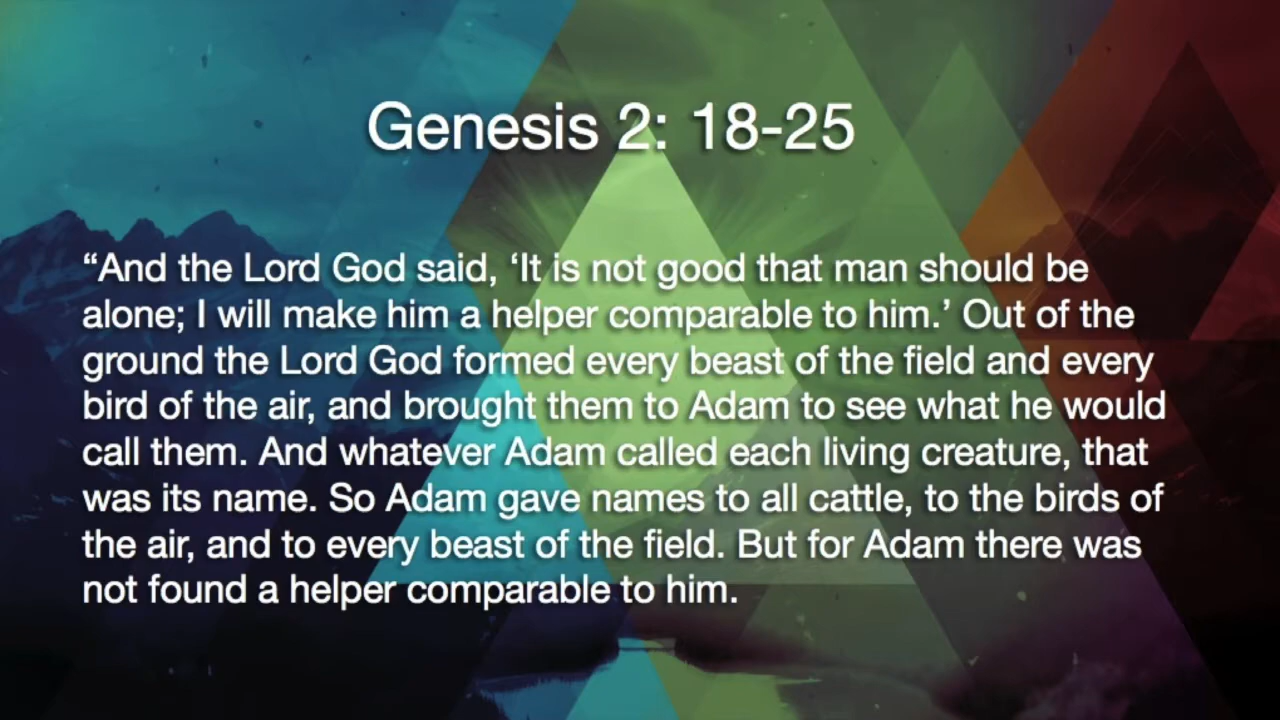 Genesis 2: 18-25
“And the Lord God said, ‘It is not good that man should be
alone; I will make him a helper comparable to him.’ Out of the
ground the Lord God formed every beast of the field and every
bird of the air, and brought them to Adam to see what he would
call them. And whatever Adam called each living creature, that
was its name. So Adam gave names to all cattle, to the birds of
the air, and to every beast of the field. But for Adam there was
not found a helper comparable to him.